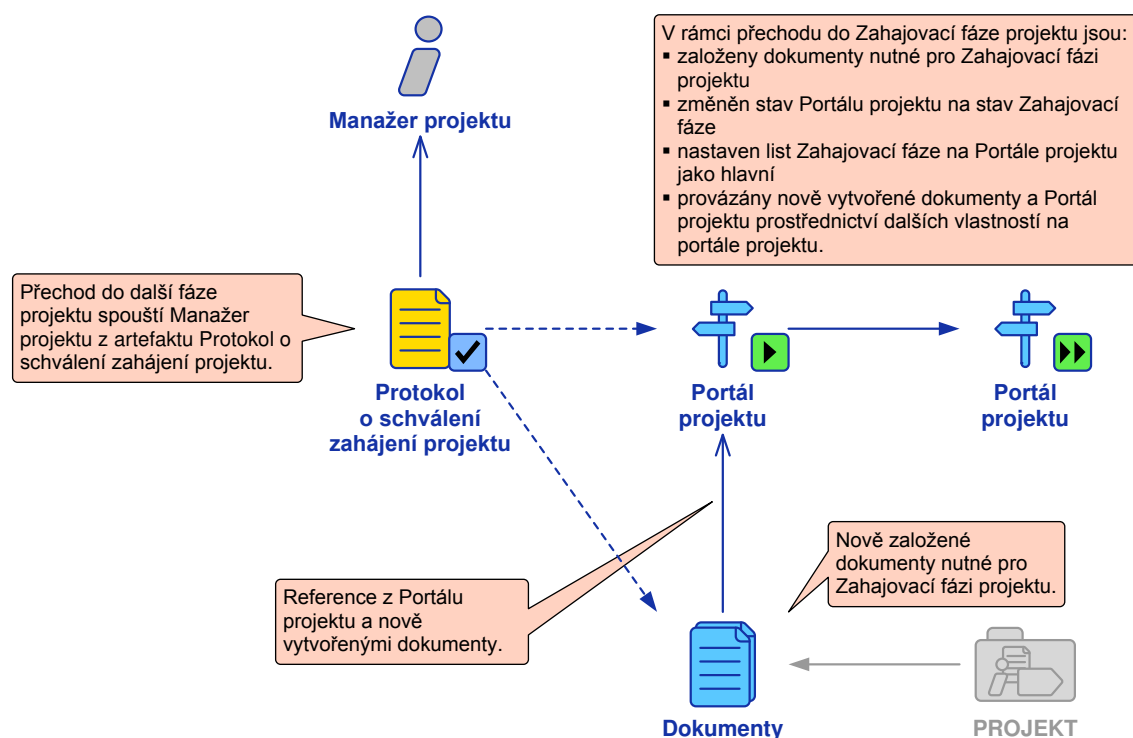 V rámci přechodu do Zahajovací fáze projektu jsou:
▪ založeny dokumenty nutné pro Zahajovací fázi
projektu
▪ změněn stav Portálu projektu na stav Zahajovací
fáze
▪ nastaven list Zahajovací fáze na Portále projektu
jako hlavní
▪ provázány nově vytvořené dokumenty a Portál
projektu prostřednictví dalších vlastností na
portále projektu.
Manažer projektu
Přechod do další fáze
projektu spouští Manažer
projektu z artefaktu Protokol o
schválení zahájení projektu.
Protokol
o schválení
zahájení projektu
Portál
projektu
Portál
projektu
Nově založené
dokumenty nutné pro
Zahajovací fázi projektu.
Reference z Portálu
projektu a nově
vytvořenými dokumenty.
Dokumenty
PROJEKT